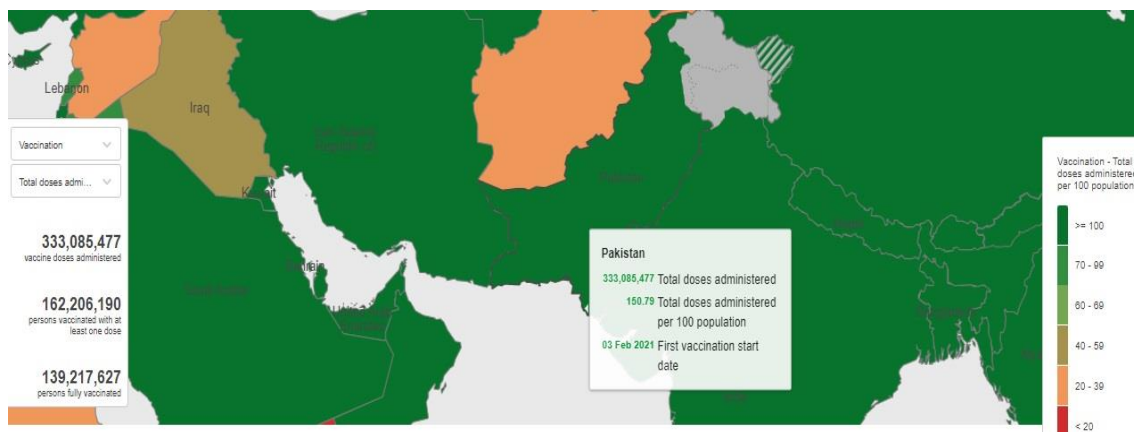 Lebanon
Iraq
Vaccination
Total doses admi...
333,085,477
vaccine doses administered
162,206,190
persons vaccinated with at
least one dose
139,217,627
persons fully vaccinated
Kuwait
Pakistan
333,085,477 Total doses administered
150.79 Total doses administered
per 100 population
03 Feb 2021 First vaccination start
date
Vaccination - Total
doses administered
per 100 population
>= 100
70 - 99
60 - 69
40 - 59
20 - 39
< 20